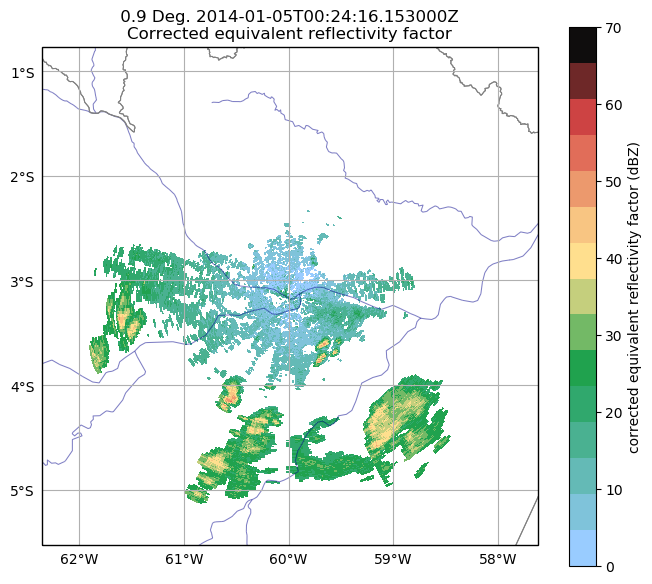 0.9 Deg. 2014-01-05T00:24:16.153000Z
Corrected equivalent reflectivity factor
1°S
2°S
3°S
4°S
5°S
62°W
61°W
60°W
59°W
58°W
70
60
50
40
30
20
10
0
corrected equivalent reflectivity factor (dBZ)